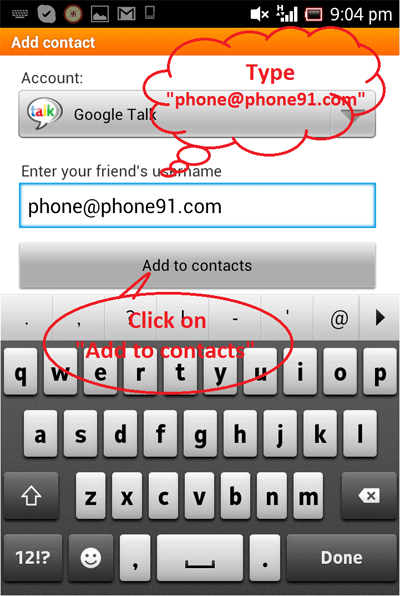 9:04 pm
Add contact
Account:
Type
talk Google Talk
"phone@phone91.com"
Enter your friend's username
phone@phone91.com
Add to contacts
. , ? ! - ' @
Click on
"Add to contacts"
q w e r t y u i o p
a s d f g h j k l
z x c v b n m
12!? , . Done